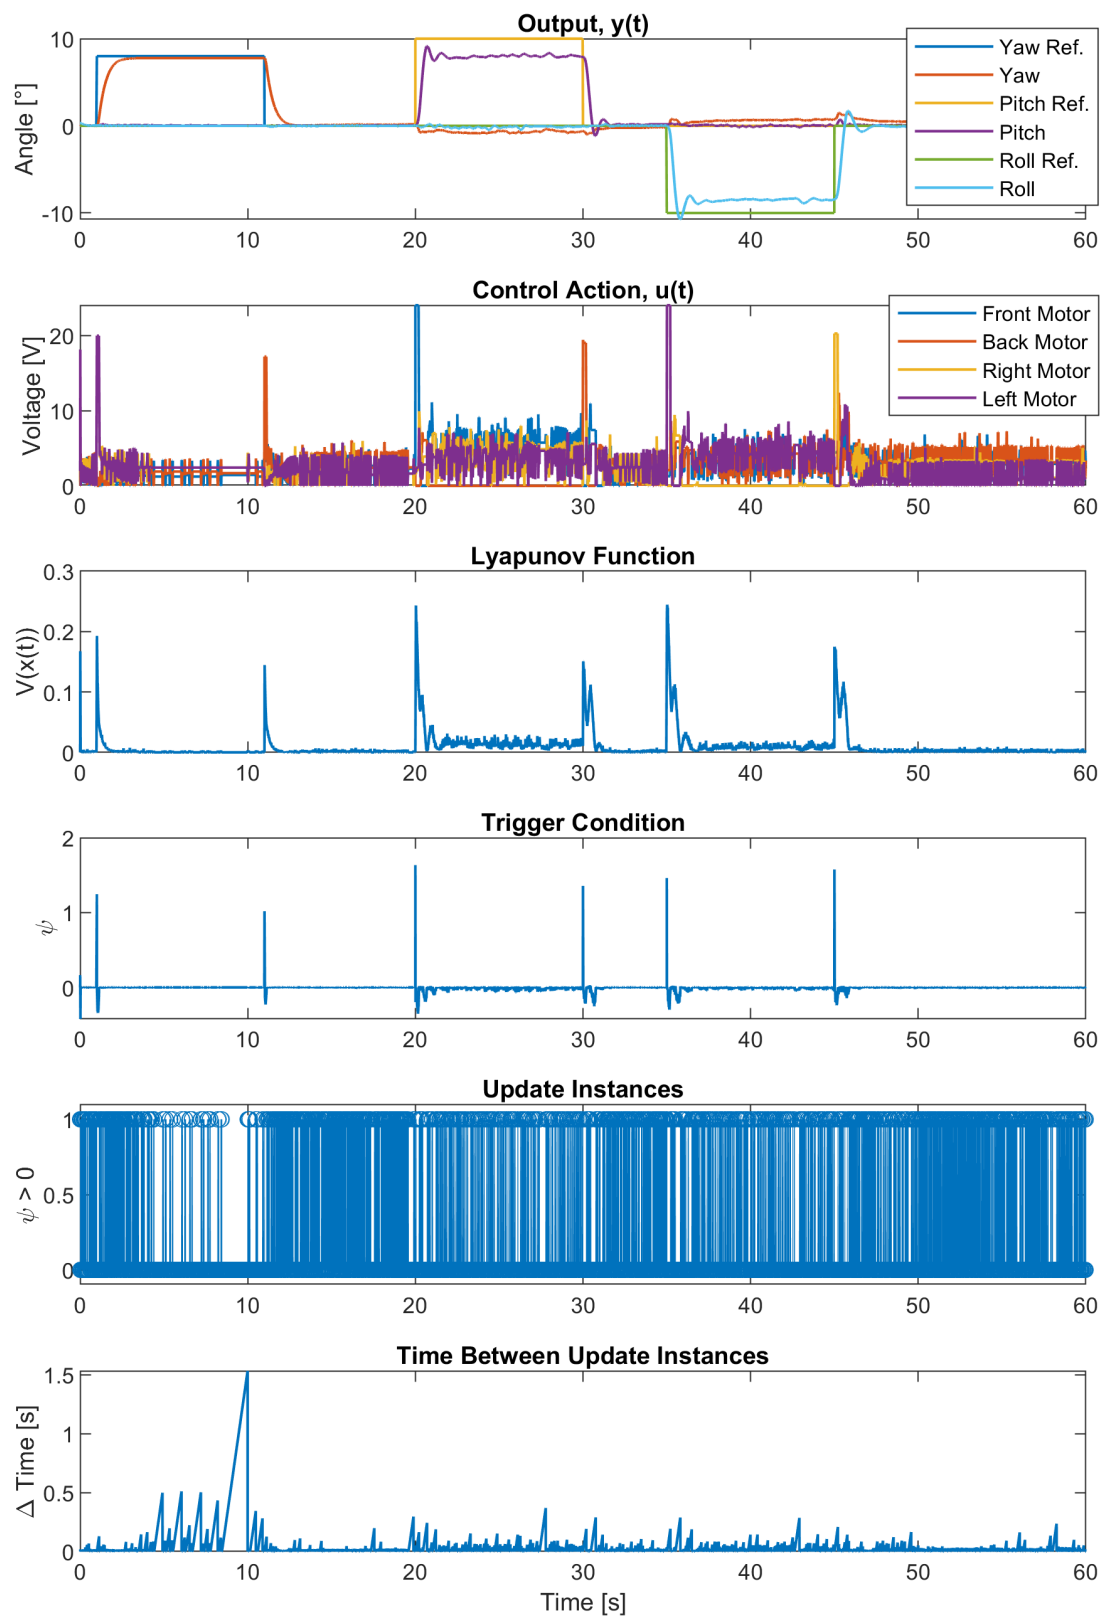 Output, y(t)
Angle [°]
10
0
-10
0 10 20 30 40 50 60
Yaw Ref.
Yaw
Pitch Ref.
Pitch
Roll Ref.
Roll
Control Action, u(t)
Voltage [V]
20
10
0
0 10 20 30 40 50 60
Front Motor
Back Motor
Right Motor
Left Motor
Lyapunov Function
V(x(t))
0.3
0.2
0.1
0
0 10 20 30 40 50 60
Trigger Condition
ψ
2
1
0
0 10 20 30 40 50 60
Update Instances
ψ > 0
1
0.5
0
0 10 20 30 40 50 60
Time Between Update Instances
Δ Time [s]
1.5
1
0.5
0
0 10 20 30 40 50 60
Time [s]